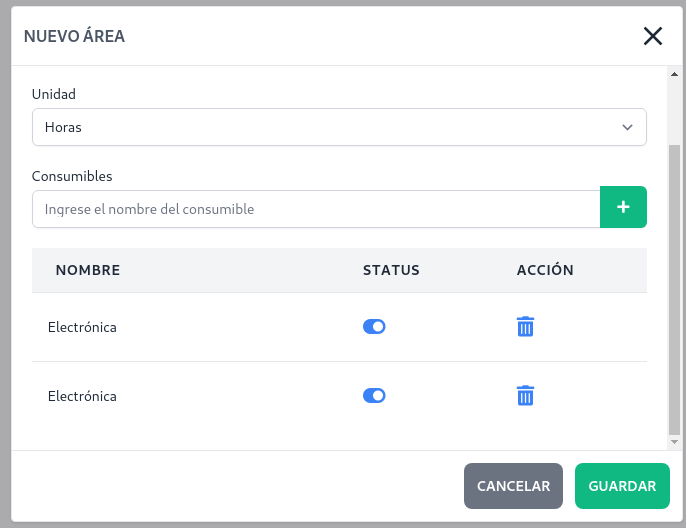 NUEVO ÁREA
Unidad
Horas
Consumibles
Ingrese el nombre del consumible
NOMBRE STATUS ACCIÓN
Electrónica
Electrónica
CANCELAR GUARDAR